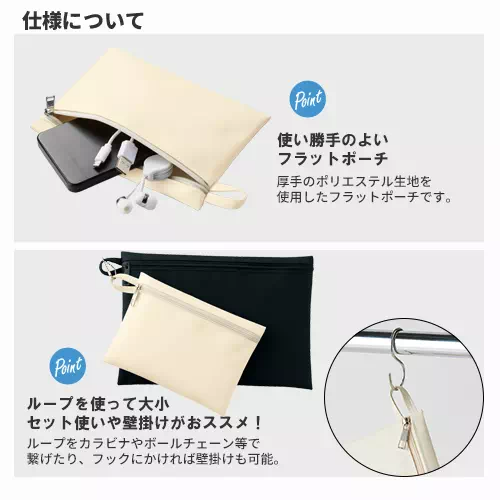 仕様について
Point
使い勝手のよい
フラットポーチ
厚手のポリエステル生地を
使用したフラットポーチです。
Point
ループを使って大小
セット使いや壁掛けがおススメ！
ループをカラビナやボールチェーン等で
繋げたり、フックにかければ壁掛けも可能。